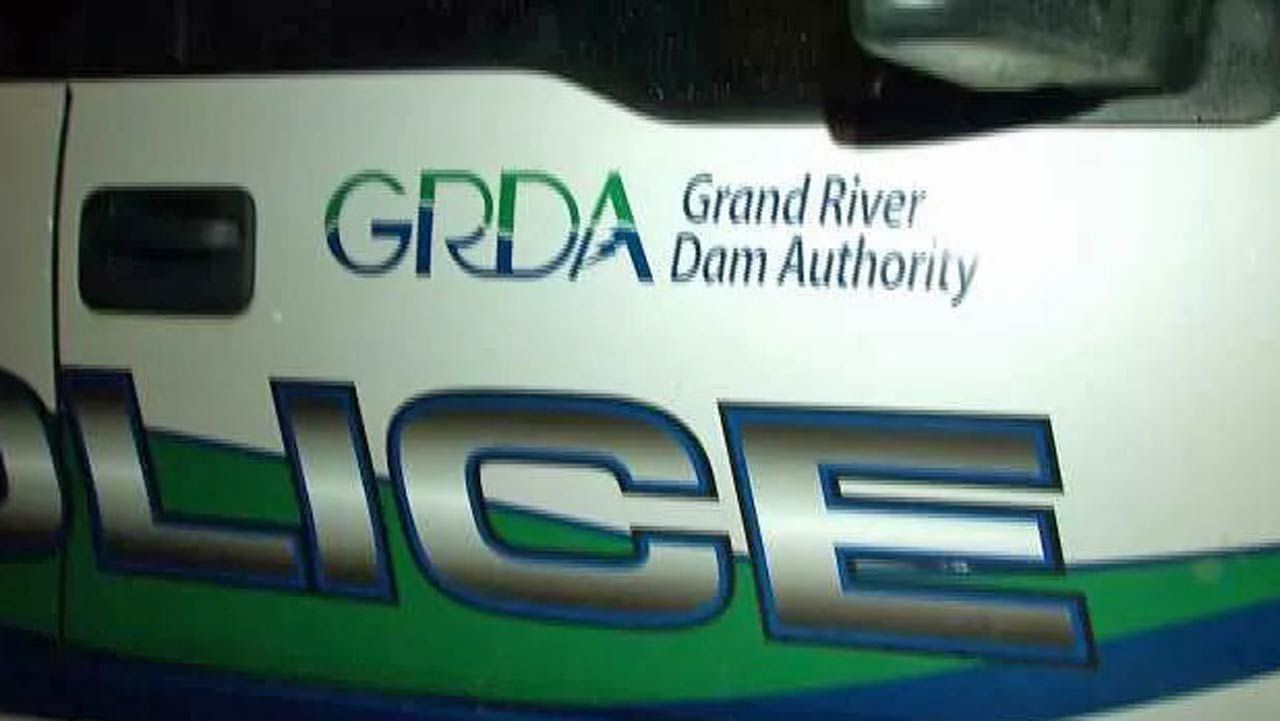 GRDA Grand River
Dam Authority
OLICE